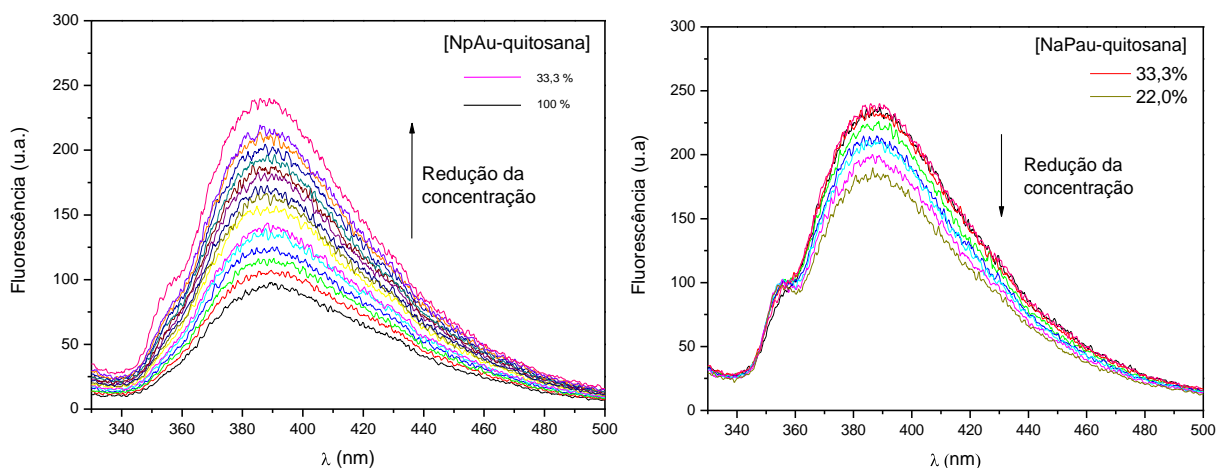 300
250
200
150
100
50
0
Fluorescência (u.a.)
[NpAu-quitosana]
33,3 %
100 %
Redução da
concentração
340 360 380 400 420 440 460 480 500
λ (nm)
300
250
200
150
100
50
0
Fluorescência (u.a)
[NaPau-quitosana]
33,3%
22,0%
Redução da
concentração
340 360 380 400 420 440 460 480 500
λ (nm)